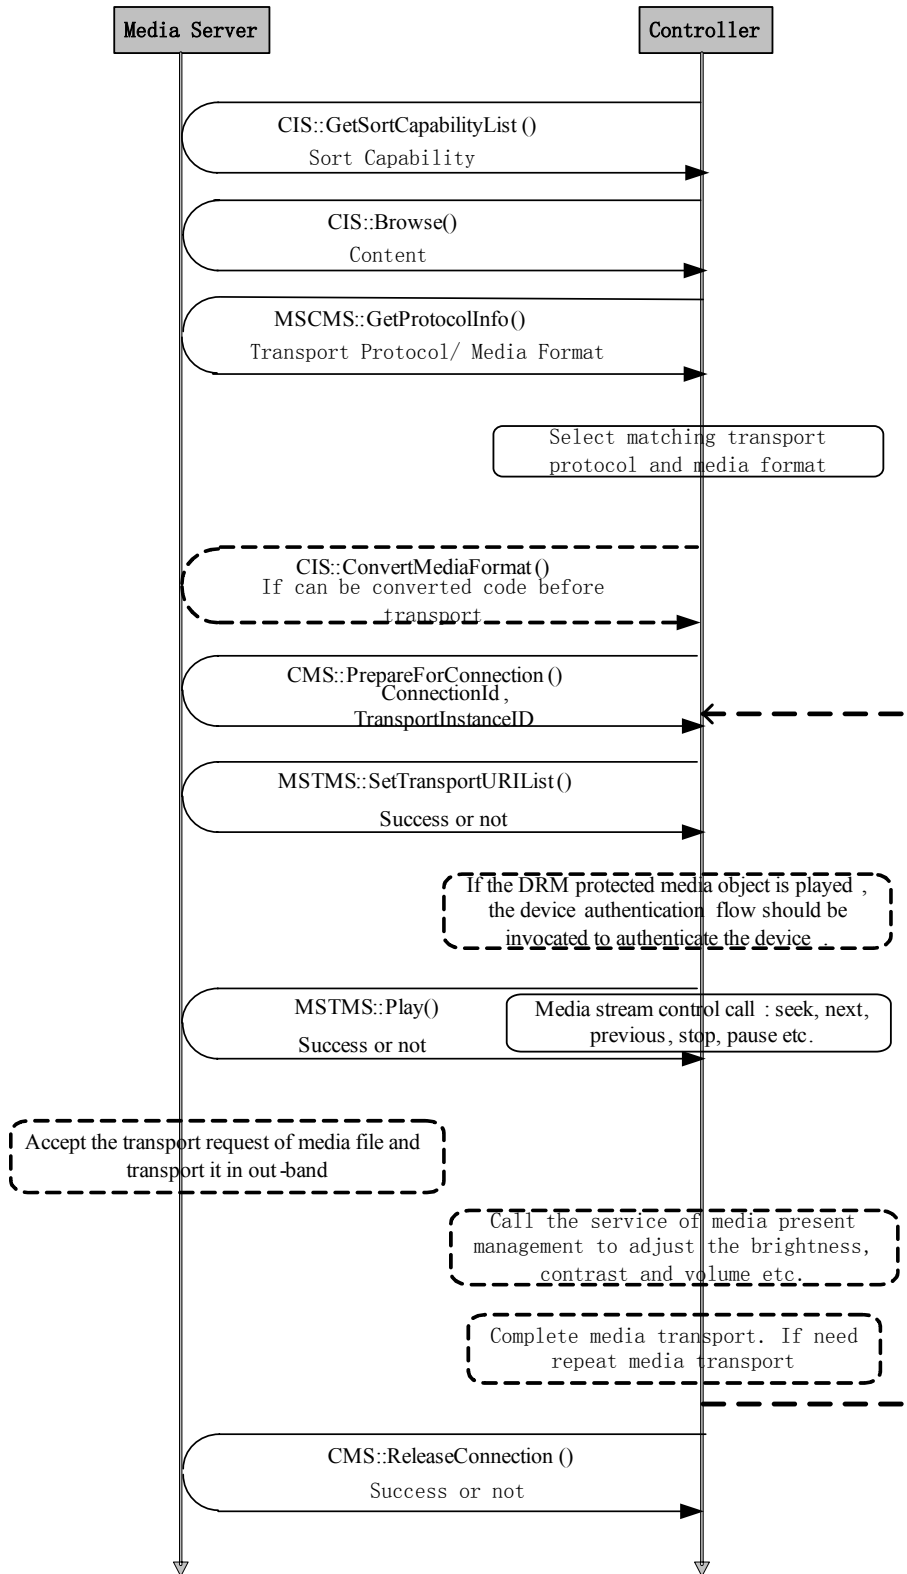 Media Server
Controller
CIS::GetSortCapabilityList ()
Sort Capability
CIS::Browse()
Content
MSCMS::GetProtocolInfo()
Transport Protocol/ Media Format
Select matching transport
protocol and media format
CIS::ConvertMediaFormat()
If can be converted code before
transport
CMS::PrepareForConnection ()
ConnectionId ,
TransportInstanceID
MSTMS::SetTransportURIList()
Success or not
If the DRM protected media object is played ,
the device authentication flow should be
invocated to authenticate the device .
MSTMS::Play()
Success or not
Media stream control call : seek, next,
previous, stop, pause etc.
Accept the transport request of media file and
transport it in out-band
Call the service of media present
management to adjust the brightness,
contrast and volume etc.
Complete media transport. If need
repeat media transport
CMS::ReleaseConnection ()
Success or not